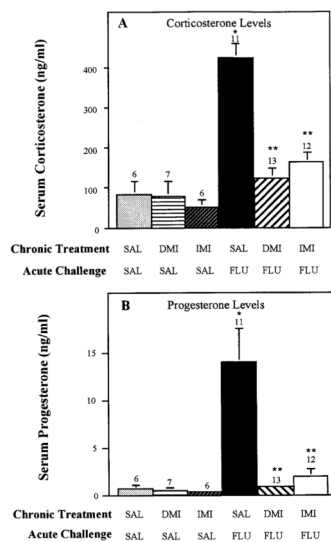 A Corticosterone Levels
Serum Corticosterone (ng/ml)
400
300
200
100
0
6 7 6 * 11 ** 13 ** 12
Chronic Treatment SAL DMI IMI SAL DMI IMI
Acute Challenge SAL SAL SAL FLU FLU FLU
B Progesterone Levels
Serum Progesterone (ng/ml)
15
10
5
0
6 7 6 * 11 ** 13 ** 12
Chronic Treatment SAL DMI IMI SAL DMI IMI
Acute Challenge SAL SAL SAL FLU FLU FLU